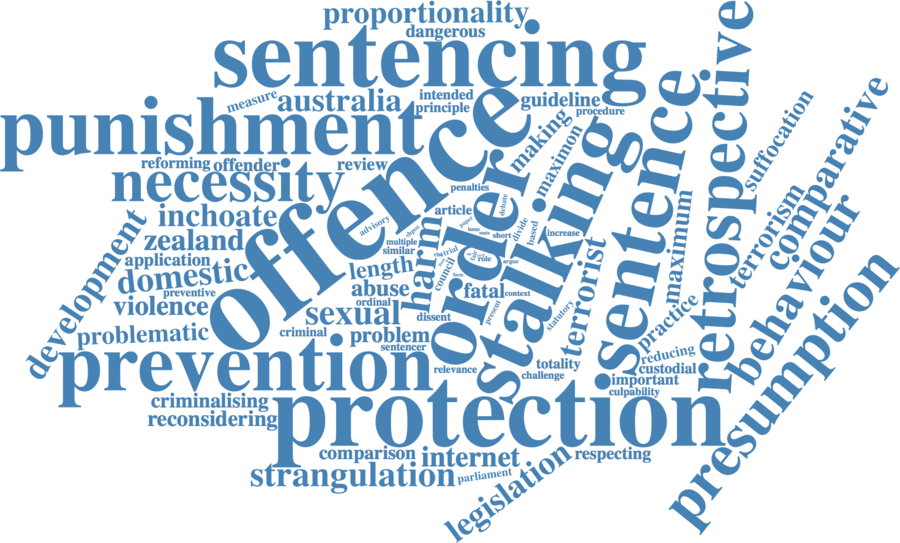 proportionality
dangerous
sentencing
measure
australia
intended
principle
guideline
procedure
punishment
offence
making
maximon
sentence
retrospective
suffocation
comparative
reforming
offender
review
necessity
penalties
debate
order
stalking
inchoate
article
advisory
divide
based
increase
maximum
terrorism
behaviour
zealand
development
multiple
similar
harm
trial
short
role
argue
application
domestic
length
council
terrorist
preventive
abuse
fatal
context
form
violence
ordinal
sexual
dissent
present
statutory
practice
presumption
problematic
criminal
problem
sentencer
reducing
prevention
relevance
totality
challenge
custodial
important
culpability
criminalising
reconsidering
protection
comparison
internet
respecting
strangulation
parliament
legislation